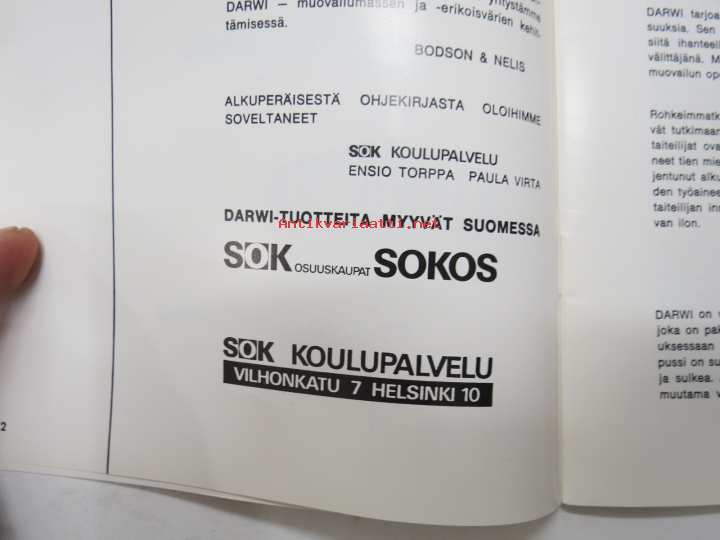 yritystämme
DARWI — muovailumassan ja -erikoisvärien kehit-
tämisessä.
BODSON & NELIS
ALKUPERÄISESTÄ OHJEKIRJASTA OLOIHIMME
SOVELTANEET
SOK KOULUPALVELU
ENSIO TORPPA PAULA VIRTA
DARWI-TUOTTEITA MYYVÄT SUOMESSA
Antikvariaatti.net
SOK OSUUSKAUPAT SOKOS
SOK KOULUPALVELU
VILHONKATU 7 HELSINKI 10
2
DARWI tarjoa
suuksia. Sen
siitä ihanteell
välittäjänä. M
muovailun ope
Rohkeimmatk
vät tutkimaan
taiteilijat ova
neet tien mie
jentunut alku
den työainee
taiteilijan inn
van ilon.
DARWI on v
joka on pak
uksessaan
pussi on su
ja sulkea.
muutama v